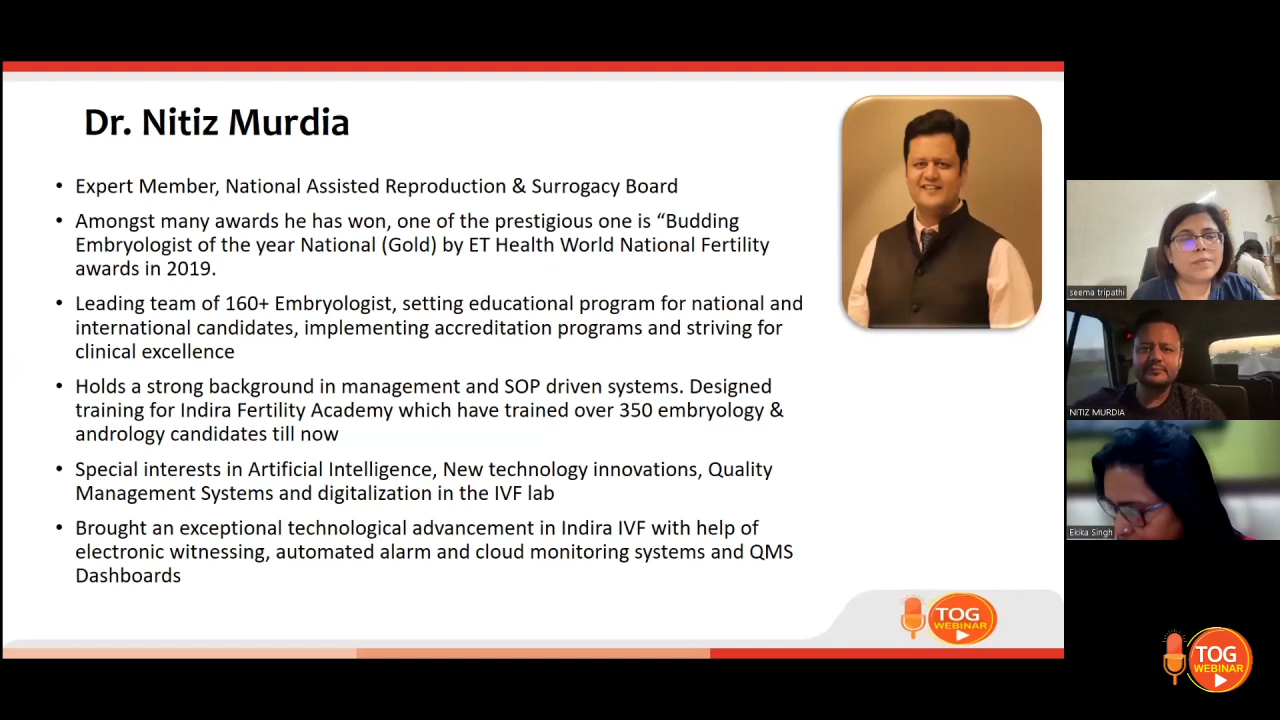 Dr. Nitiz Murdia
• Expert Member, National Assisted Reproduction & Surrogacy Board
• Amongst many awards he has won, one of the prestigious one is “Budding
Embryologist of the year National (Gold) by ET Health World National Fertility
awards in 2019.
• Leading team of 160+ Embryologist, setting educational program for national and
international candidates, implementing accreditation programs and striving for
clinical excellence
• Holds a strong background in management and SOP driven systems. Designed
training for Indira Fertility Academy which have trained over 350 embryology &
andrology candidates till now
• Special interests in Artificial Intelligence, New technology innovations, Quality
Management Systems and digitalization in the IVF lab
• Brought an exceptional technological advancement in Indira IVF with help of
electronic witnessing, automated alarm and cloud monitoring systems and QMS
Dashboards
TOG
WEBINAR
seema tripathi
NITIZ MURDIA
Ekika Singh
TOG
WEBINAR